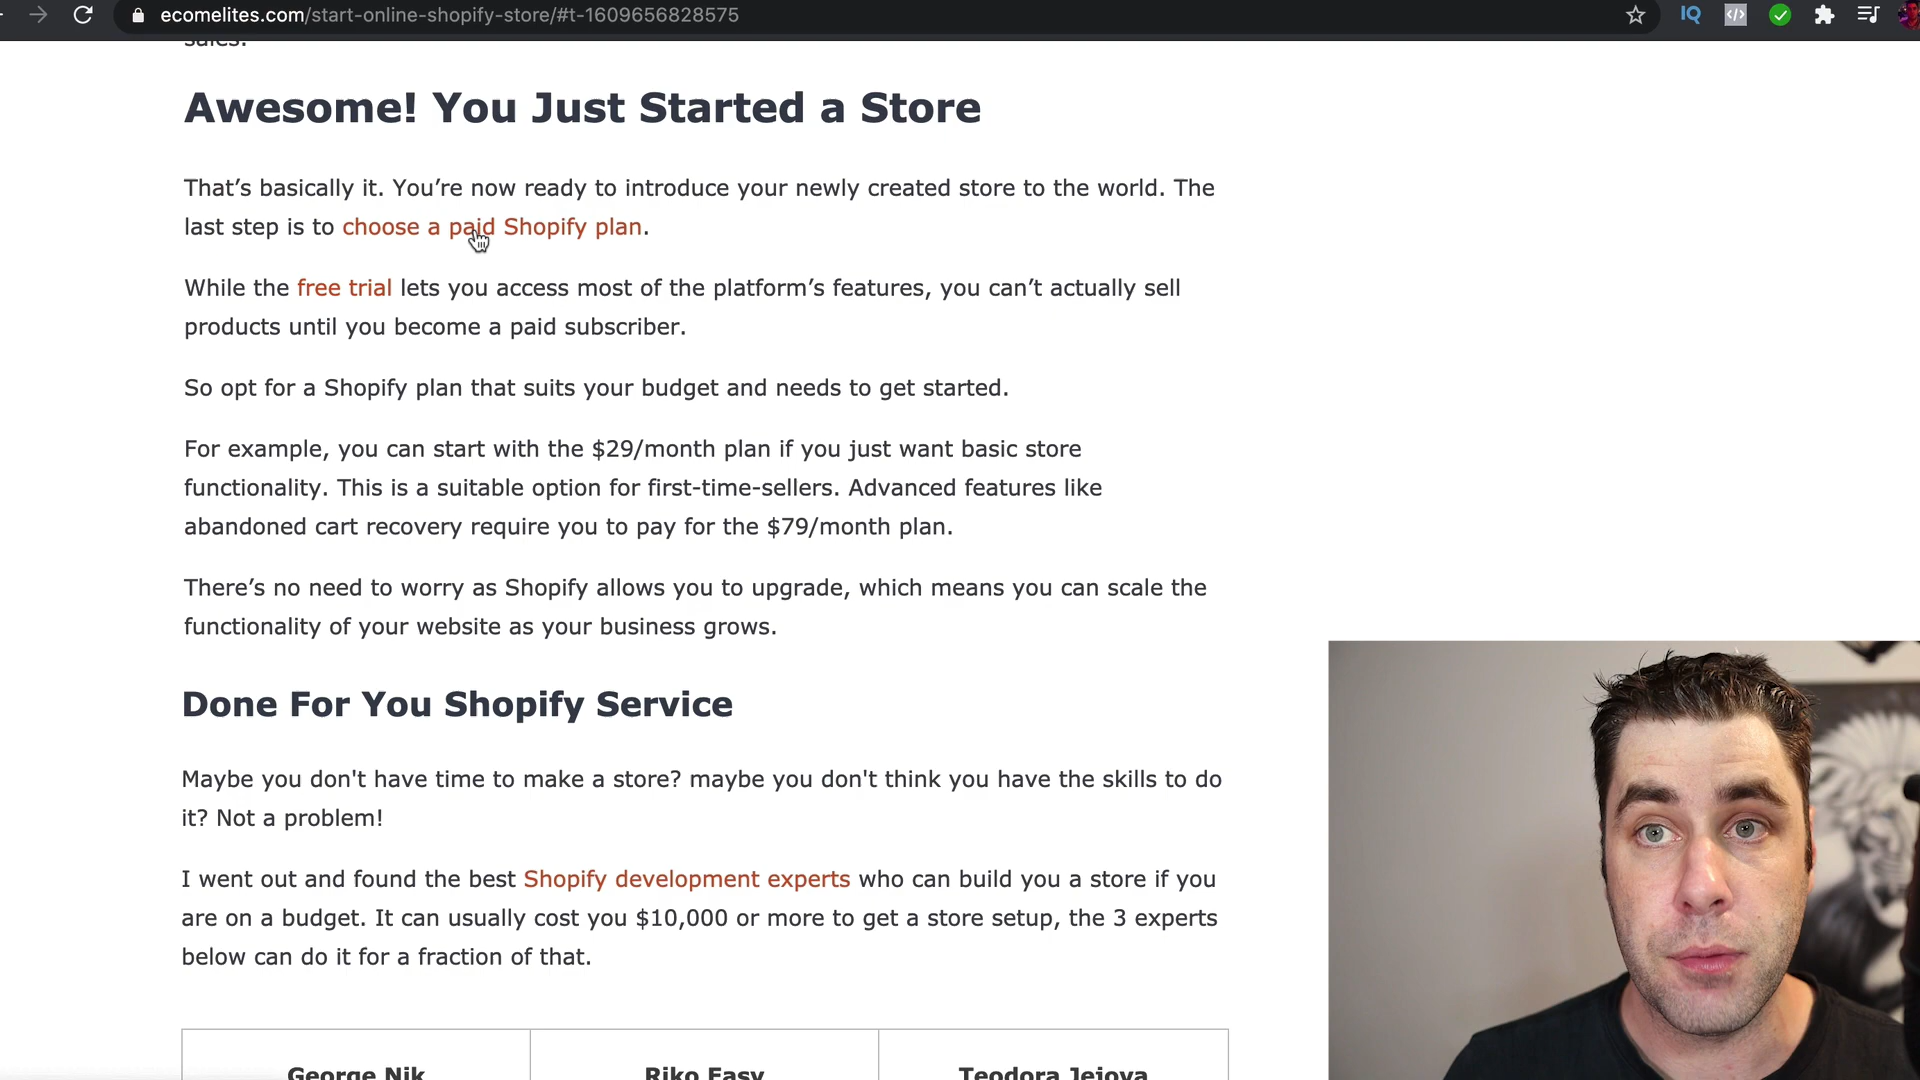 ecomelites.com/start-online-shopify-store/#t-1609656828575
IQ
sales.
Awesome! You Just Started a Store
That’s basically it. You’re now ready to introduce your newly created store to the world. The
last step is to choose a paid Shopify plan.
While the free trial lets you access most of the platform’s features, you can’t actually sell
products until you become a paid subscriber.
So opt for a Shopify plan that suits your budget and needs to get started.
For example, you can start with the $29/month plan if you just want basic store
functionality. This is a suitable option for first-time-sellers. Advanced features like
abandoned cart recovery require you to pay for the $79/month plan.
There’s no need to worry as Shopify allows you to upgrade, which means you can scale the
functionality of your website as your business grows.
Done For You Shopify Service
Maybe you don't have time to make a store? maybe you don't think you have the skills to do
it? Not a problem!
I went out and found the best Shopify development experts who can build you a store if you
are on a budget. It can usually cost you $10,000 or more to get a store setup, the 3 experts
below can do it for a fraction of that.
George Nik
Riko Easy
Teodora Jejova